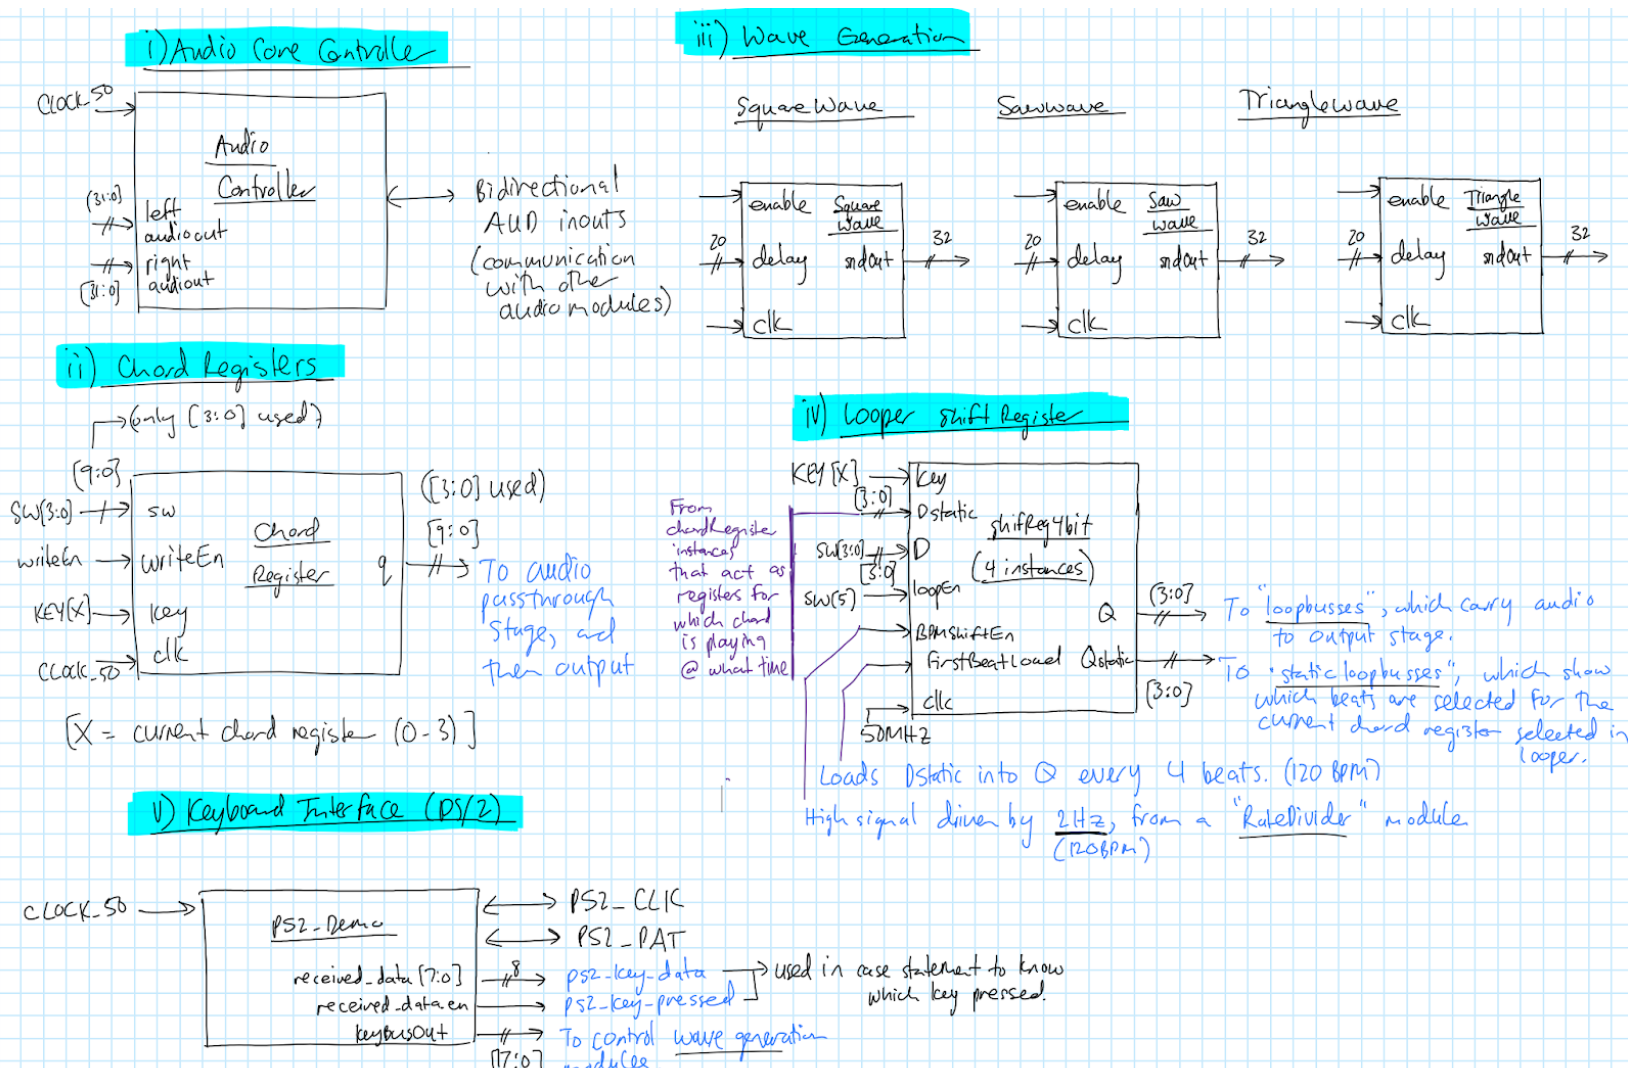 i) Audio Core Controller
CLOCK_50
Audio
Controller
[31:0]
left
audioout
right
audiout
[31:0]
Bidirectional
AUD inouts
(communication
with other
audio modules)
ii) Chord Registers
(only [3:0] used)
[9:0]
SW[3:0]
sw
writeEn
writeEn
KEY[X]
key
CLOCK_50
clk
Chord
Register
q
([3:0] used)
[9:0]
To audio
passthrough
stage, and
then output
[X = current chord register (0-3)]
iii) Wave Generation
SquareWave
Sawwave
Trianglewave
enable
Square
wave
20
delay
sndout
32
clk
enable
Saw
wave
20
delay
sndout
32
clk
enable
Triangle
wave
20
delay
sndout
32
clk
iv) Looper Shift Register
KEY[X]
key
[3:0]
Dstatic
SW[3:0]
D
[3:0]
SW(5)
loopEn
BPMShiftEn
FirstBeatLoad
clk
50MHz
shifReg4bit
(4 instances)
Q
Qstatic
(3:0]
[3:0)
From
chordRegister
instances
that act as
registers for
which chord
is playing
@ what time
To "loopbusses", which carry audio
to output stage.
To "static loopbusses", which show
which beats are selected for the
current chord register selected in
looper.
Loads Dstatic into Q every 4 beats. (120 BPM)
High signal driven by 2Hz, from a "RateDivider" module
(120BPM)
v) Keyboard Interface (PS/2)
CLOCK_50
PS2_Demo
received_data[7:0]
received_data_en
keybusOut
PS2_CLK
PS2_DAT
8
ps2_key_data
ps2_key_pressed
used in case statement to know
which key pressed.
To control wave generation
modules
[17:0]